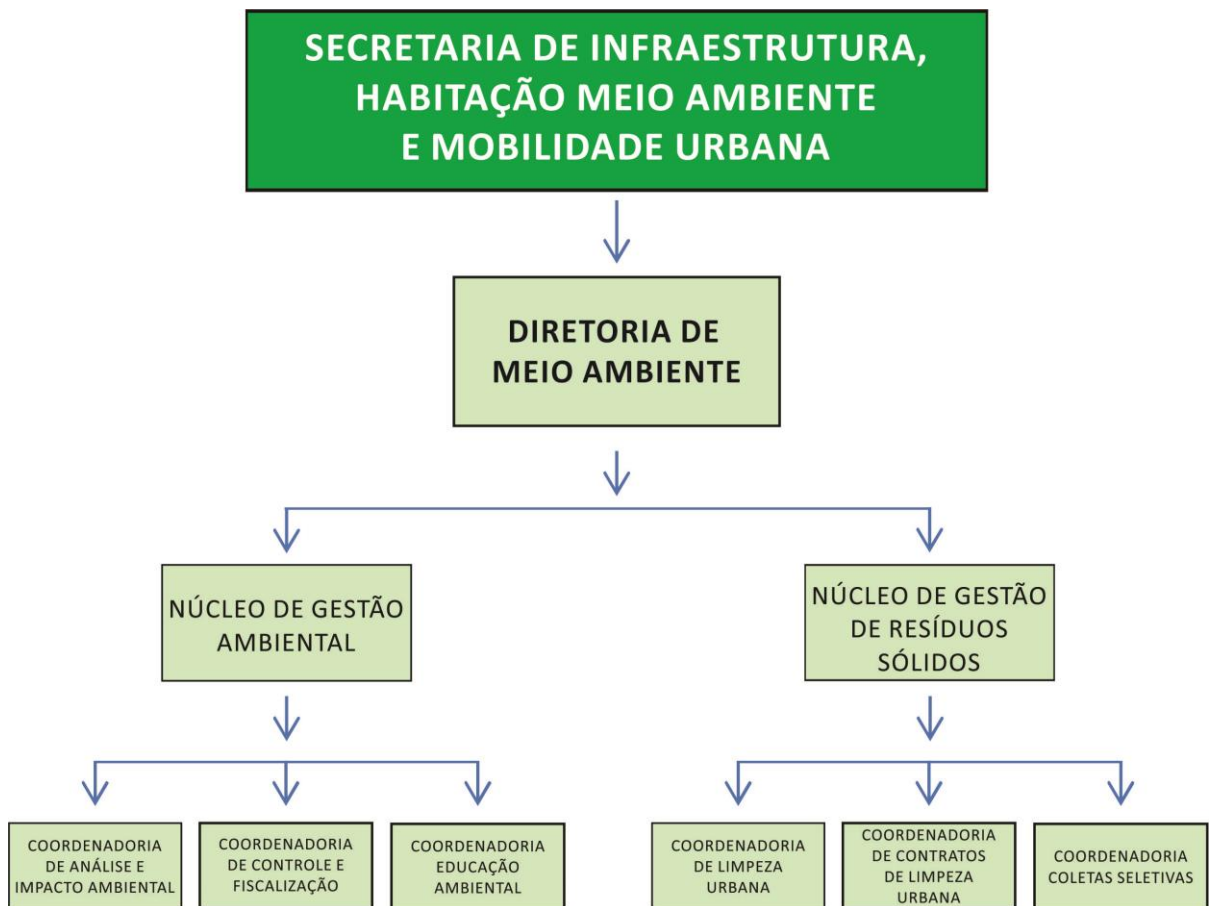 SECRETARIA DE INFRAESTRUTURA,
HABITAÇÃO MEIO AMBIENTE
E MOBILIDADE URBANA
DIRETORIA DE
MEIO AMBIENTE
NÚCLEO DE GESTÃO
AMBIENTAL
NÚCLEO DE GESTÃO
DE RESÍDUOS
SÓLIDOS
COORDENADORIA
DE ANÁLISE E
IMPACTO AMBIENTAL
COORDENADORIA
DE CONTROLE E
FISCALIZAÇÃO
COORDENADORIA
EDUCAÇÃO
AMBIENTAL
COORDENADORIA
DE LIMPEZA
URBANA
COORDENADORIA
DE CONTRATOS
DE LIMPEZA
URBANA
COORDENADORIA
COLETAS SELETIVAS